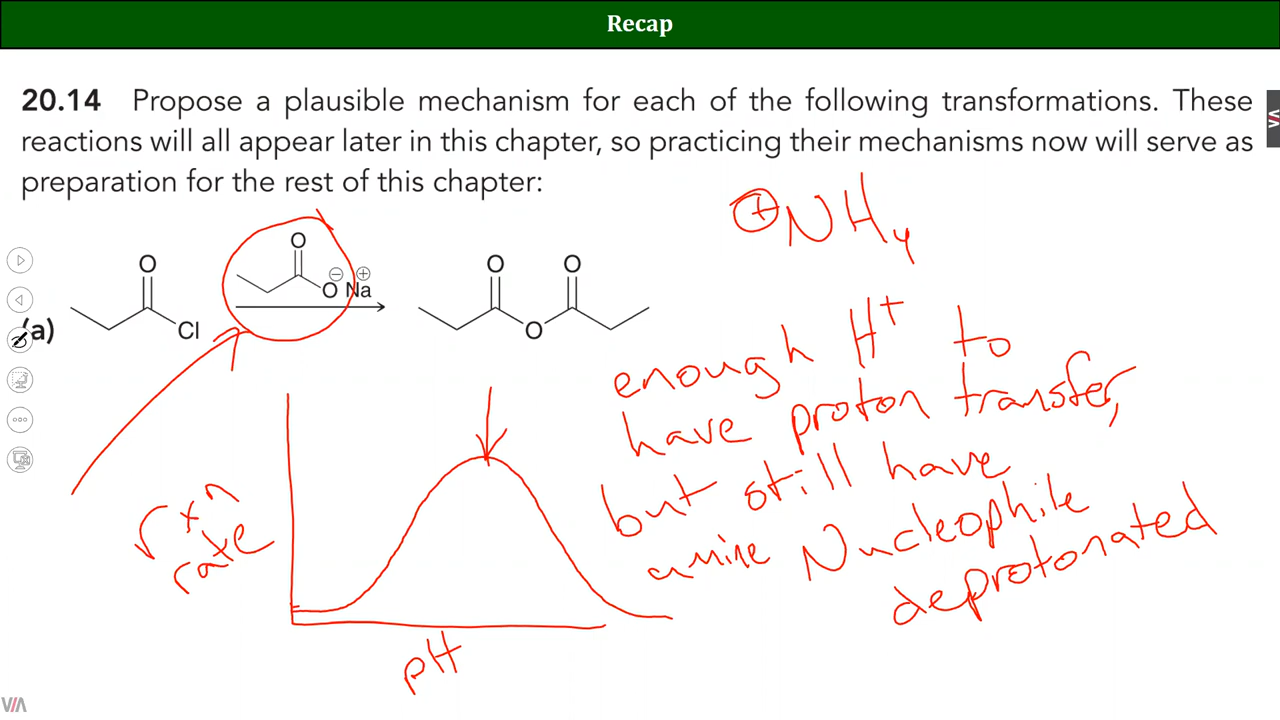 Recap
20.14 Propose a plausible mechanism for each of the following transformations. These
reactions will all appear later in this chapter, so practicing their mechanisms now will serve as
preparation for the rest of this chapter:
⊕NH4
(a)
O
Cl
O
O⊖ Na⊕
O O
O
enough H+ to
have proton transfer,
but still have
amine Nucleophile
deprotonated
rxn
rate
pH
VIA
VIA